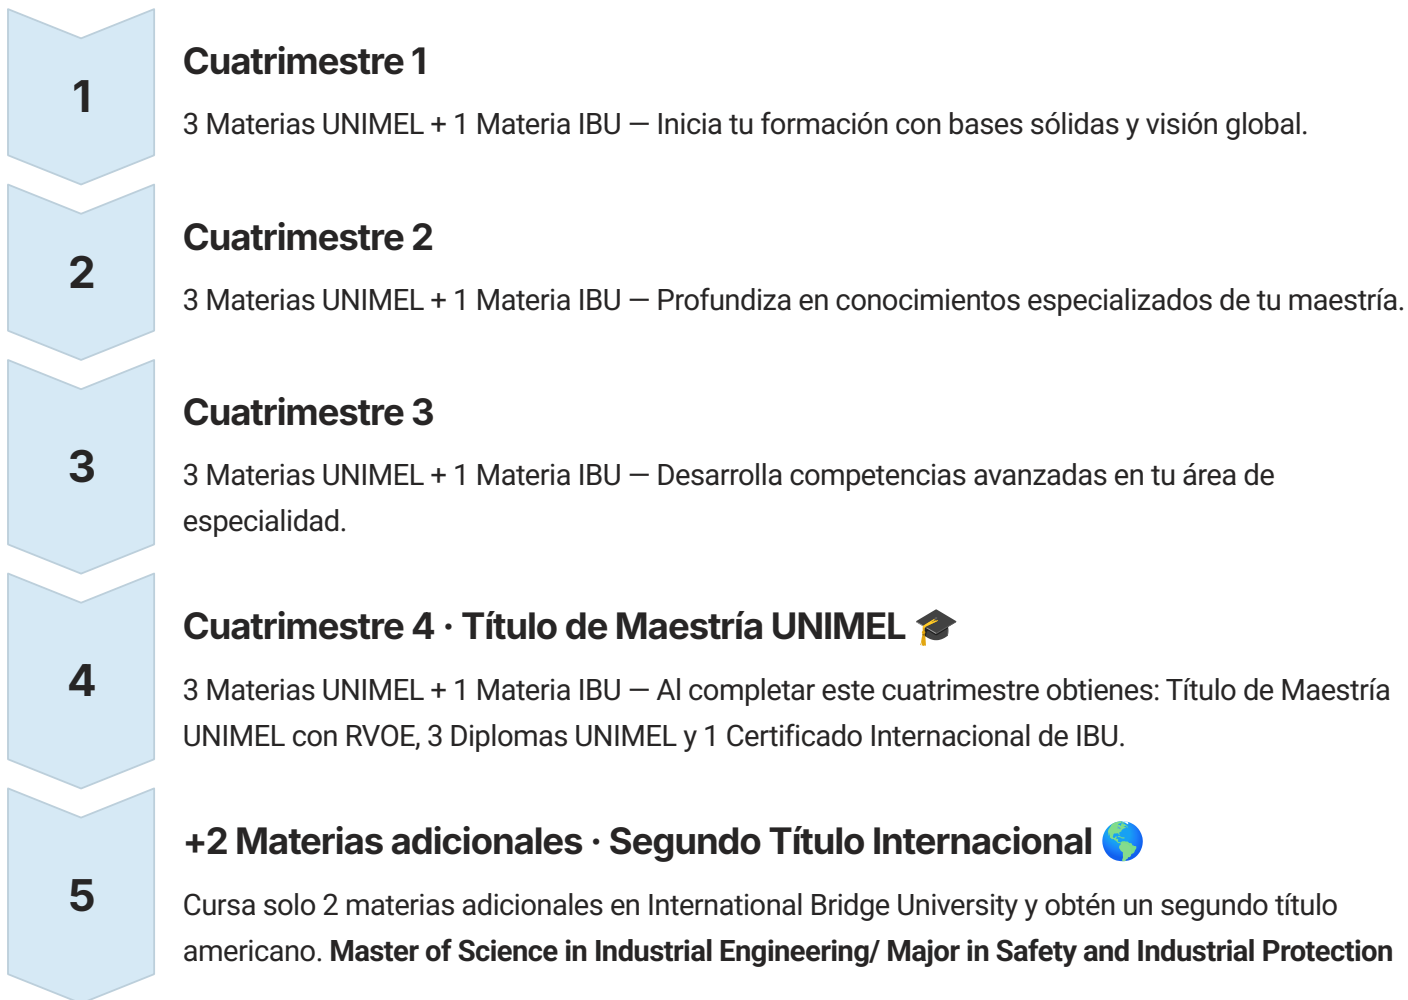 1
Cuatrimestre 1
3 Materias UNIMEL + 1 Materia IBU — Inicia tu formación con bases sólidas y visión global.
2
Cuatrimestre 2
3 Materias UNIMEL + 1 Materia IBU — Profundiza en conocimientos especializados de tu maestría.
3
Cuatrimestre 3
3 Materias UNIMEL + 1 Materia IBU — Desarrolla competencias avanzadas en tu área de
especialidad.
4
Cuatrimestre 4 · Título de Maestría UNIMEL 🎓
3 Materias UNIMEL + 1 Materia IBU — Al completar este cuatrimestre obtienes: Título de Maestría
UNIMEL con RVOE, 3 Diplomas UNIMEL y 1 Certificado Internacional de IBU.
5
+2 Materias adicionales · Segundo Título Internacional 🌎
Cursa solo 2 materias adicionales en International Bridge University y obtén un segundo título
americano. Master of Science in Industrial Engineering/ Major in Safety and Industrial Protection